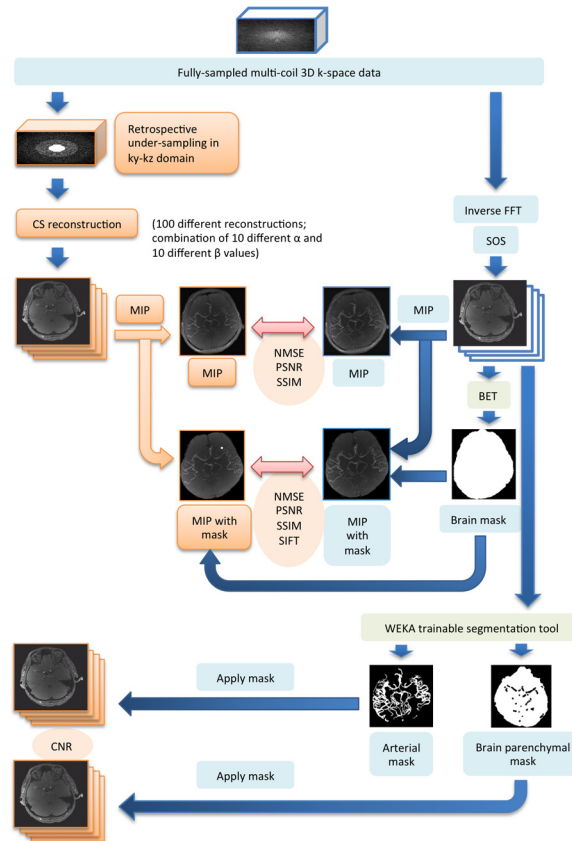 Fully-sampled multi-coil 3D k-space data
Retrospective
under-sampling in
ky-kz domain
Inverse FFT
SOS
CS reconstruction
(100 different reconstructions;
combination of 10 different α and
10 different β values)
MIP
MIP
MIP
NMSE
PSNR
SSIM
MIP
BET
NMSE
PSNR
SSIM
SIFT
MIP with
mask
MIP
with
mask
Brain mask
WEKA trainable segmentation tool
Apply mask
Arterial
mask
Brain parenchymal
mask
CNR
Apply mask